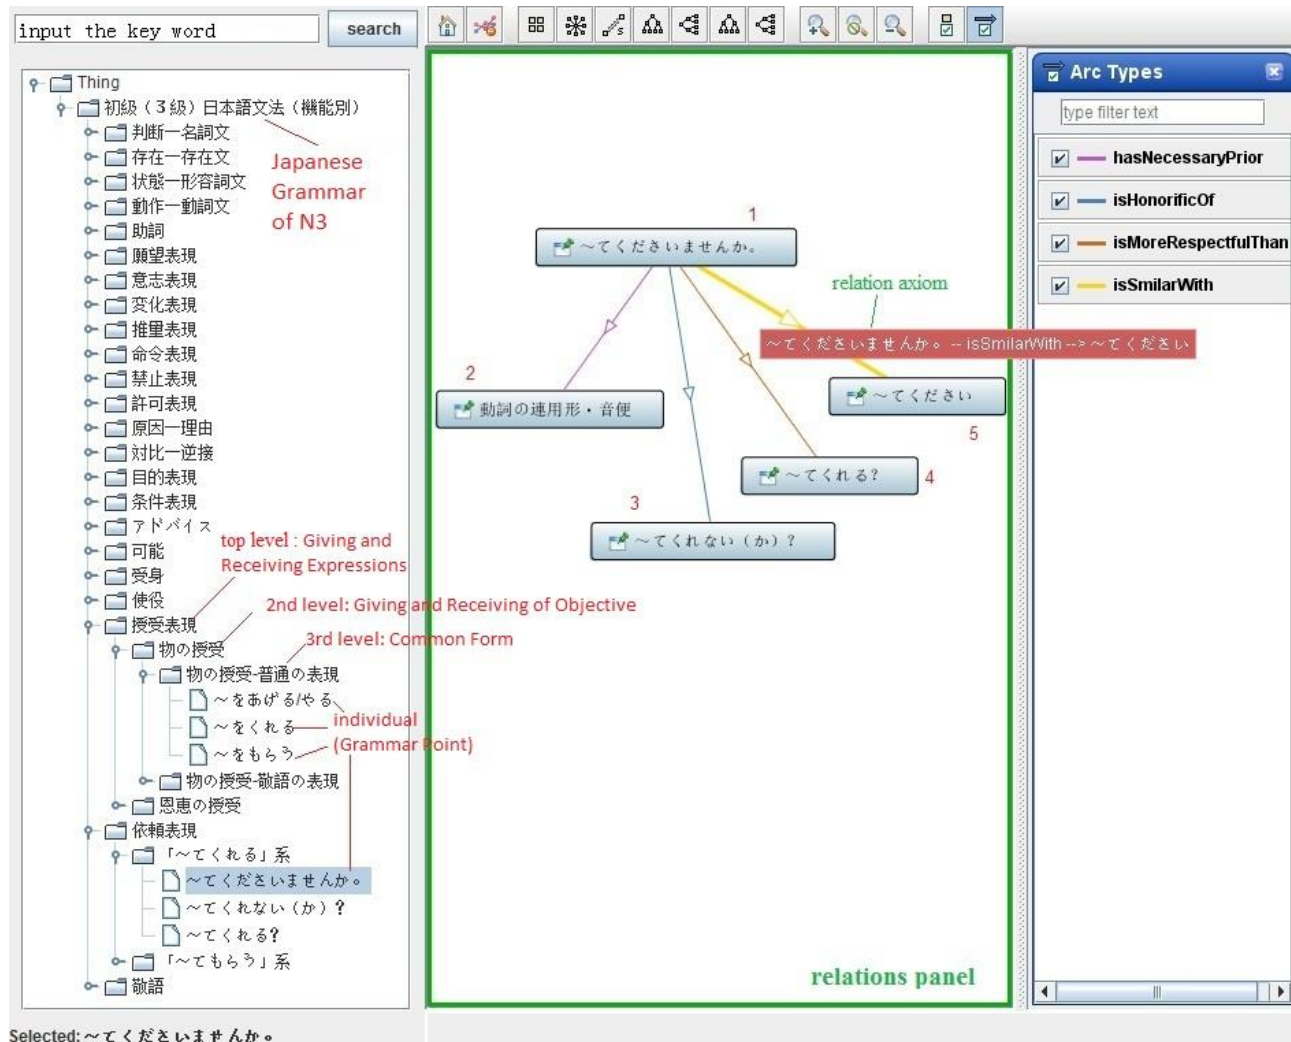 input the key word
search
Thing
初級（３級）日本語文法（機能別）
判断—名詞文
存在—存在文
状態—形容詞文
動作—動詞文
助詞
願望表現
意志表現
変化表現
推量表現
命令表現
禁止表現
許可表現
原因—理由
対比—逆接
目的表現
条件表現
アドバイス
可能
受身
使役
授受表現
物の授受
物の授受-普通の表現
～をあげる/やる
～をくれる
～をもらう
物の授受-敬語の表現
恩恵の授受
依頼表現
「～てくれる」系
～てくださいませんか。
～てくれない（か）？
～てくれる?
「～てもらう」系
敬語
Selected: ～てくださいませんか。
Japanese
Grammar
of N3
top level : Giving and
Receiving Expressions
2nd level: Giving and Receiving of Objective
3rd level: Common Form
individual
(Grammar Point)
1
～てくださいませんか。
relation axiom
～てくださいませんか。-- isSmilarWith --> ～てください
2
動詞の連用形・音便
～てください
5
～てくれる?
4
3
～てくれない（か）？
relations panel
Arc Types
type filter text
hasNecessaryPrior
isHonorificOf
isMoreRespectfulThan
isSmilarWith